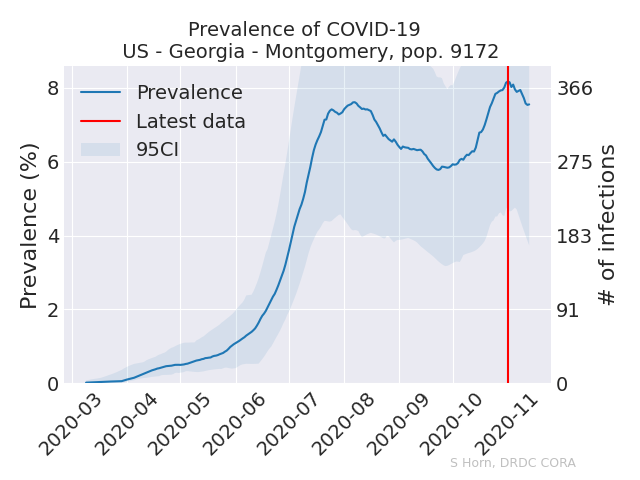 Prevalence of COVID-19
US - Georgia - Montgomery, pop. 9172
Prevalence
Latest data
95CI
Prevalence (%)
8
6
4
2
0
366
275
183
91
0
# of infections
2020-03
2020-04
2020-05
2020-06
2020-07
2020-08
2020-09
2020-10
2020-11
S Horn, DRDC CORA